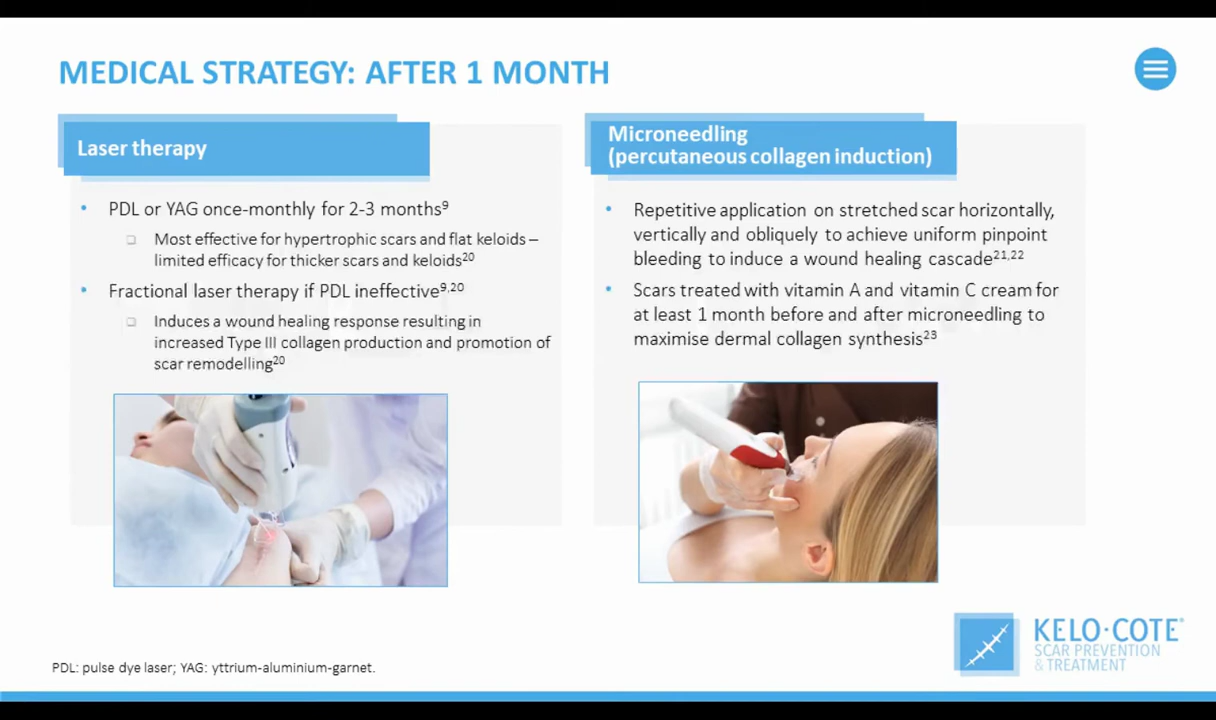 MEDICAL STRATEGY: AFTER 1 MONTH
Laser therapy
• PDL or YAG once-monthly for 2-3 months⁹
❑ Most effective for hypertrophic scars and flat keloids –
limited efficacy for thicker scars and keloids²⁰
• Fractional laser therapy if PDL ineffective⁹,²⁰
❑ Induces a wound healing response resulting in
increased Type III collagen production and promotion of
scar remodelling²⁰
Microneedling
(percutaneous collagen induction)
• Repetitive application on stretched scar horizontally,
vertically and obliquely to achieve uniform pinpoint
bleeding to induce a wound healing cascade²¹,²²
• Scars treated with vitamin A and vitamin C cream for
at least 1 month before and after microneedling to
maximise dermal collagen synthesis²³
PDL: pulse dye laser; YAG: yttrium-aluminium-garnet.
KELO·COTE®
SCAR PREVENTION
& TREATMENT